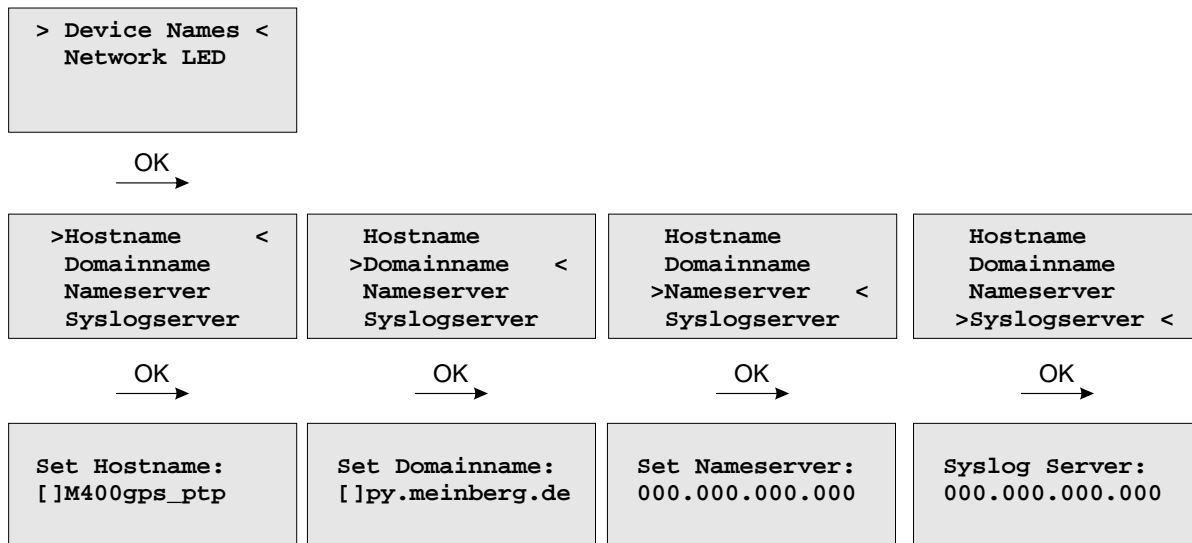 > Device Names <
Network LED
OK
>Hostname <
Domainname
Nameserver
Syslogserver
Hostname
>Domainname <
Nameserver
Syslogserver
Hostname
Domainname
>Nameserver <
Syslogserver
Hostname
Domainname
Nameserver
>Syslogserver <
OK
OK
OK
OK
Set Hostname:
[]M400gps_ptp
Set Domainname:
[]py.meinberg.de
Set Nameserver:
000.000.000.000
Syslog Server:
000.000.000.000